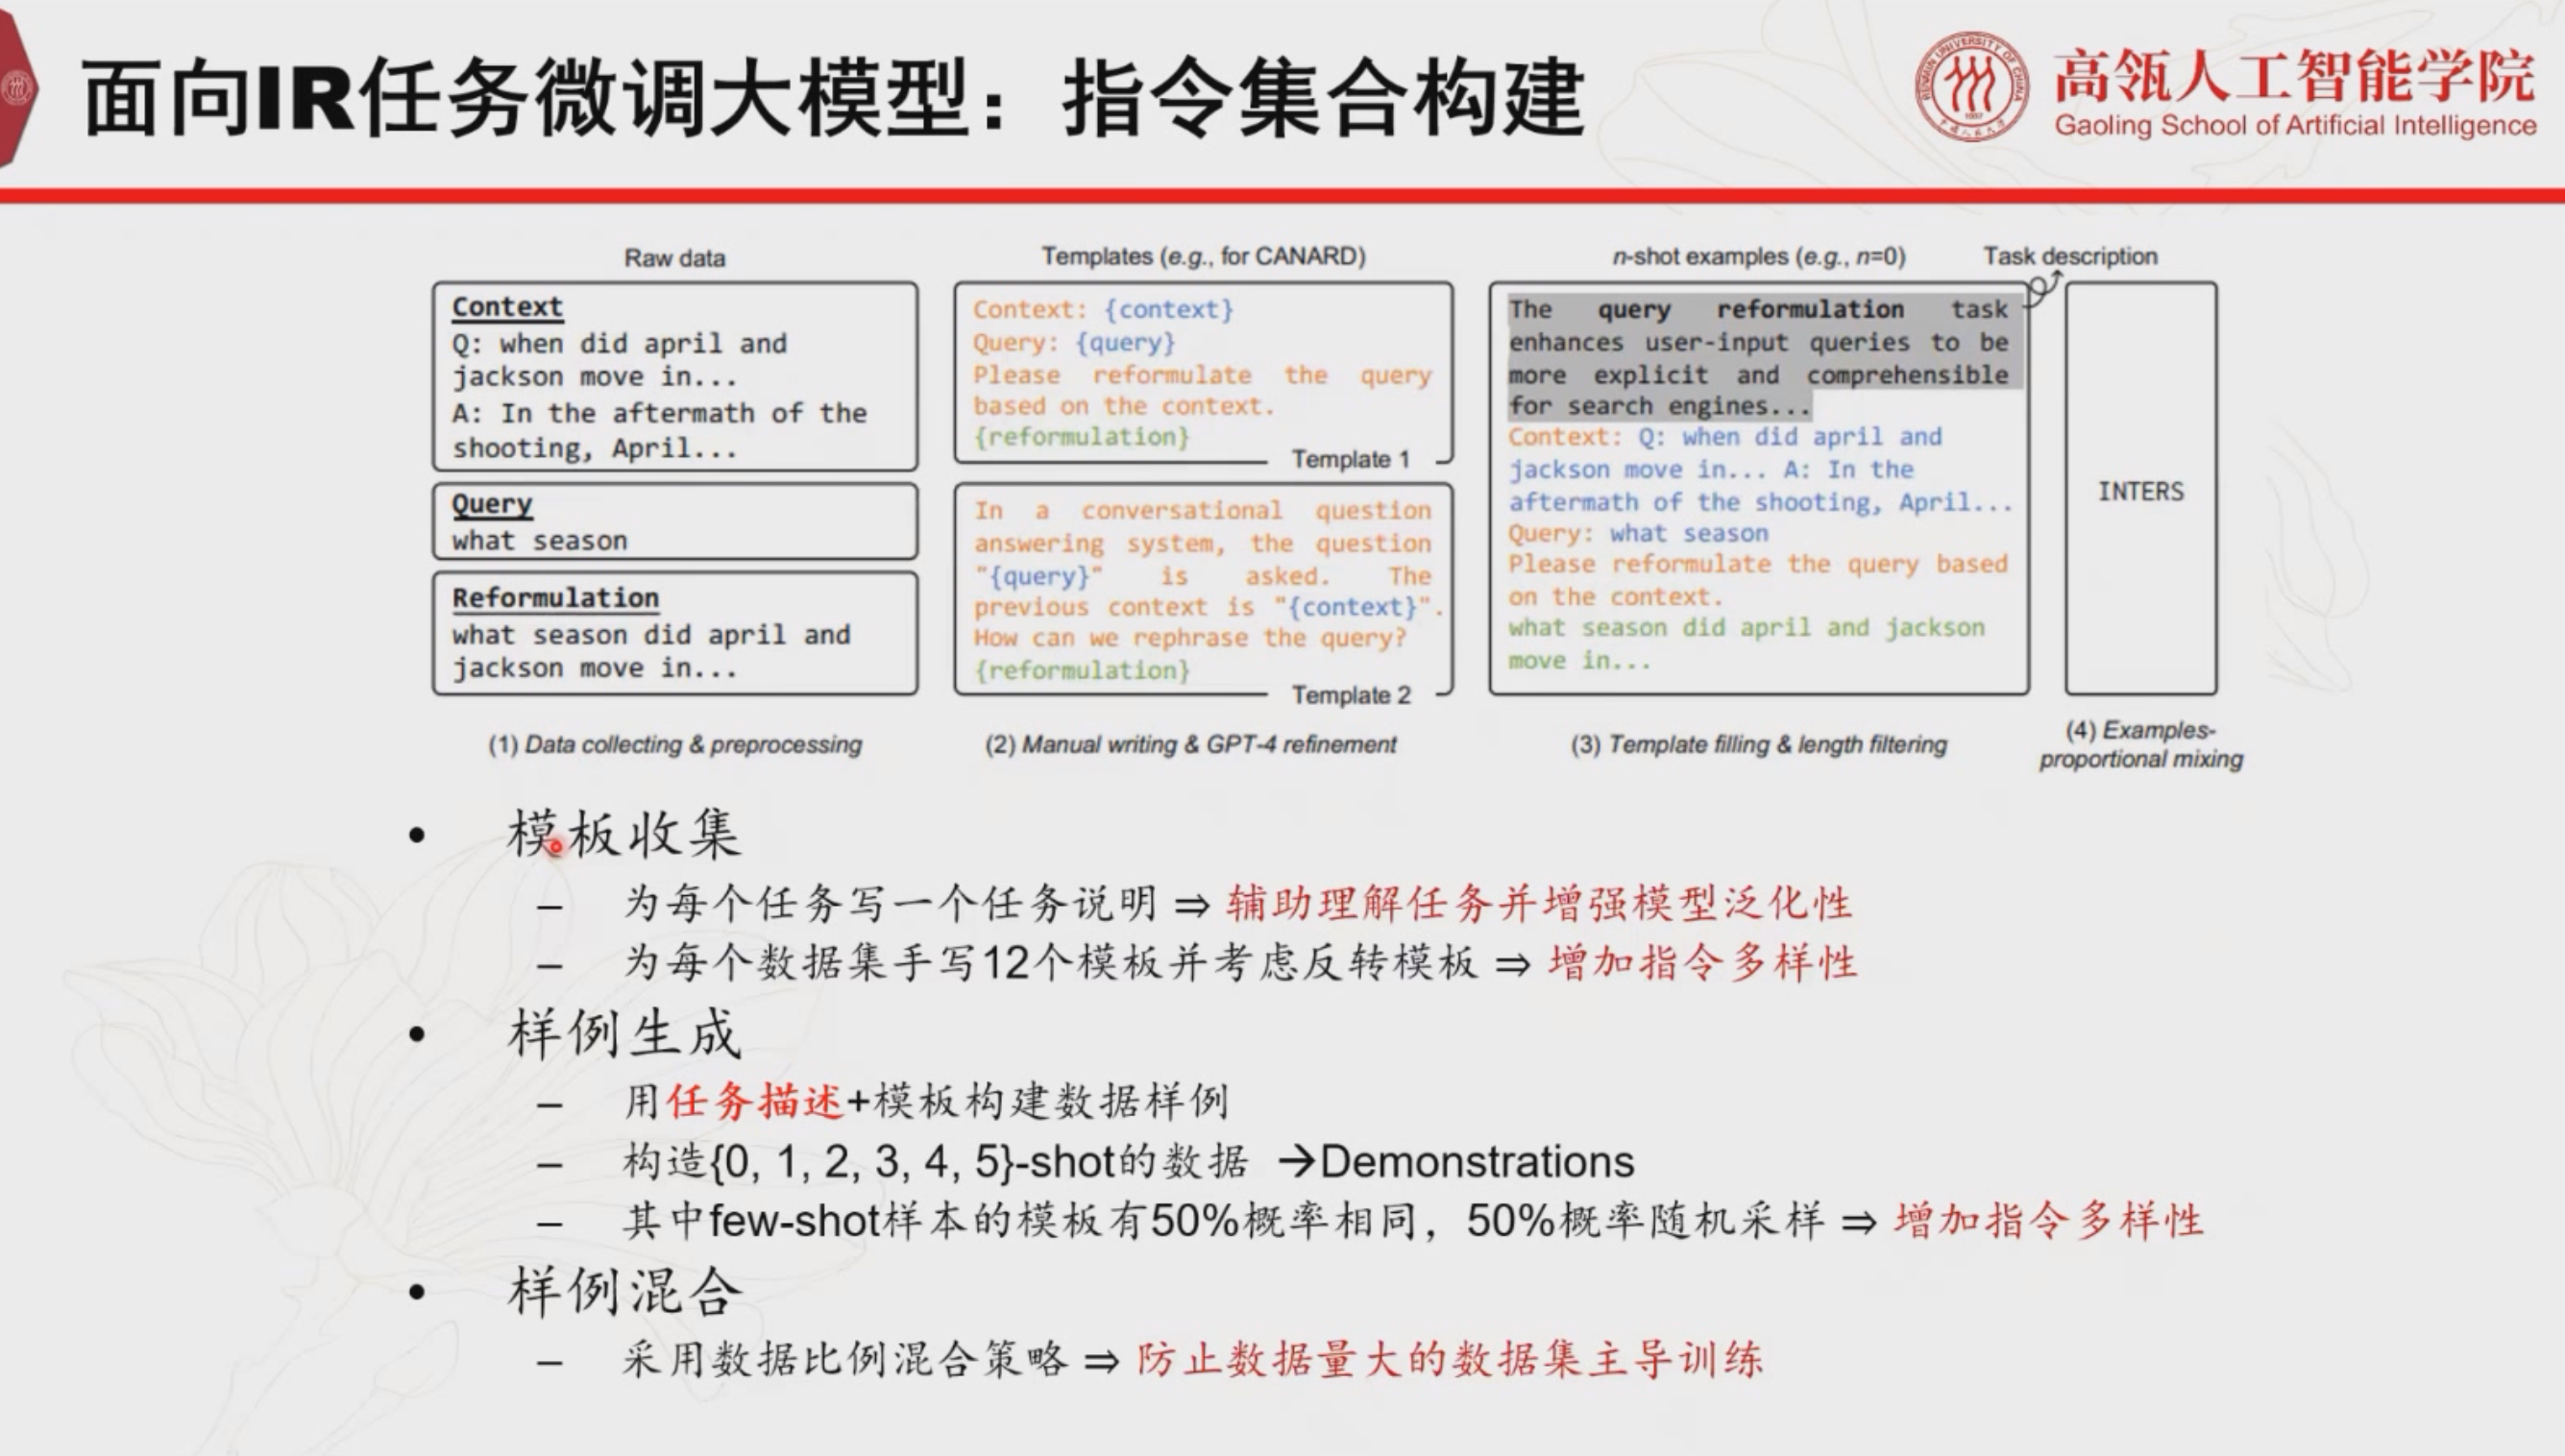 面向IR任务微调大模型：指令集合构建
高瓴人工智能学院
Gaoling School of Artificial Intelligence
RENMIN UNIVERSITY OF CHINA
1937
Raw data
Context
Q: when did april and
jackson move in...
A: In the aftermath of the
shooting, April...
Query
what season
Reformulation
what season did april and
jackson move in...
(1) Data collecting & preprocessing
Templates (e.g., for CANARD)
Context: {context}
Query: {query}
Please reformulate the query
based on the context.
{reformulation}
Template 1
In a conversational question
answering system, the question
"{query}" is asked. The
previous context is "{context}".
How can we rephrase the query?
{reformulation}
Template 2
(2) Manual writing & GPT-4 refinement
n-shot examples (e.g., n=0)
Task description
The query reformulation task
enhances user-input queries to be
more explicit and comprehensible
for search engines...
Context: Q: when did april and
jackson move in... A: In the
aftermath of the shooting, April...
Query: what season
Please reformulate the query based
on the context.
what season did april and jackson
move in...
(3) Template filling & length filtering
INTERS
(4) Examples-
proportional mixing
• 模板收集
– 为每个任务写一个任务说明 ⇒ 辅助理解任务并增强模型泛化性
– 为每个数据集手写12个模板并考虑反转模板 ⇒ 增加指令多样性
• 样例生成
– 用任务描述+模板构建数据样例
– 构造{0, 1, 2, 3, 4, 5}-shot的数据 →Demonstrations
– 其中few-shot样本的模板有50%概率相同，50%概率随机采样 ⇒ 增加指令多样性
• 样例混合
– 采用数据比例混合策略 ⇒ 防止数据量大的数据集主导训练